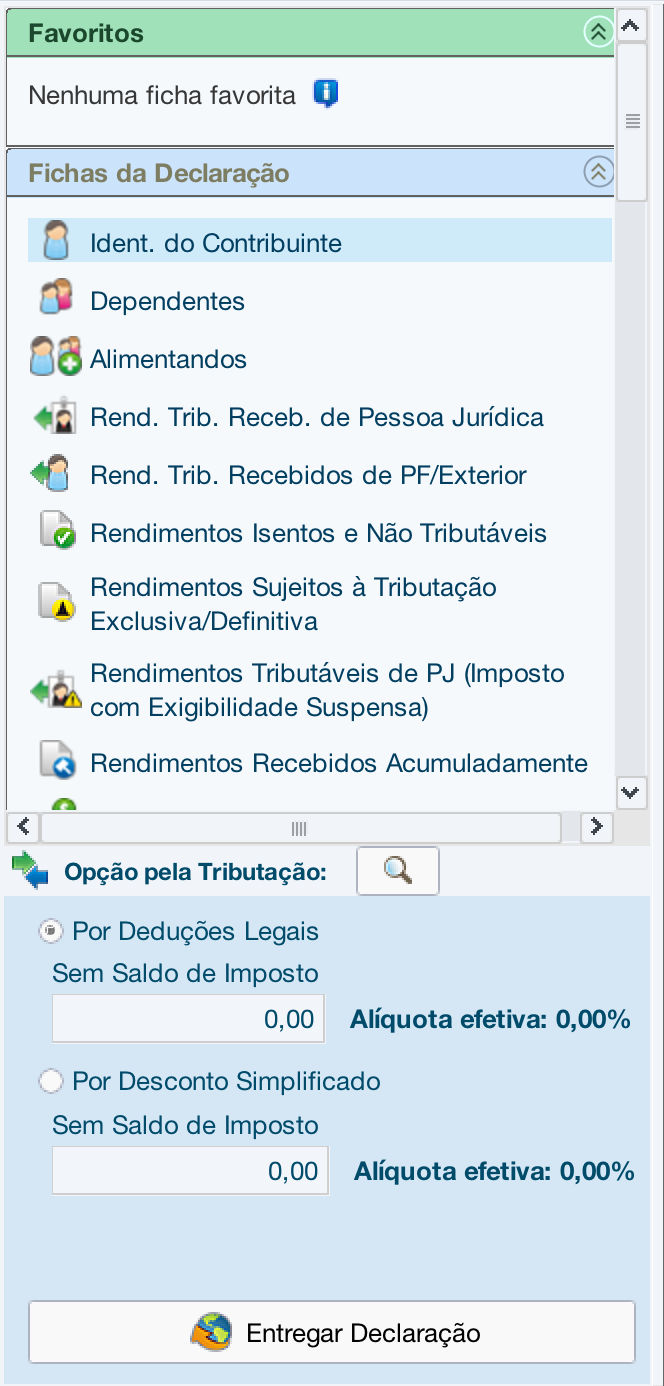 Favoritos
Nenhuma ficha favorita
Fichas da Declaração
Ident. do Contribuinte
Dependentes
Alimentandos
Rend. Trib. Receb. de Pessoa Jurídica
Rend. Trib. Recebidos de PF/Exterior
Rendimentos Isentos e Não Tributáveis
Rendimentos Sujeitos à Tributação
Exclusiva/Definitiva
Rendimentos Tributáveis de PJ (Imposto
com Exigibilidade Suspensa)
Rendimentos Recebidos Acumuladamente
Opção pela Tributação:
Por Deduções Legais
Sem Saldo de Imposto
0,00 Alíquota efetiva: 0,00%
Por Desconto Simplificado
Sem Saldo de Imposto
0,00 Alíquota efetiva: 0,00%
Entregar Declaração